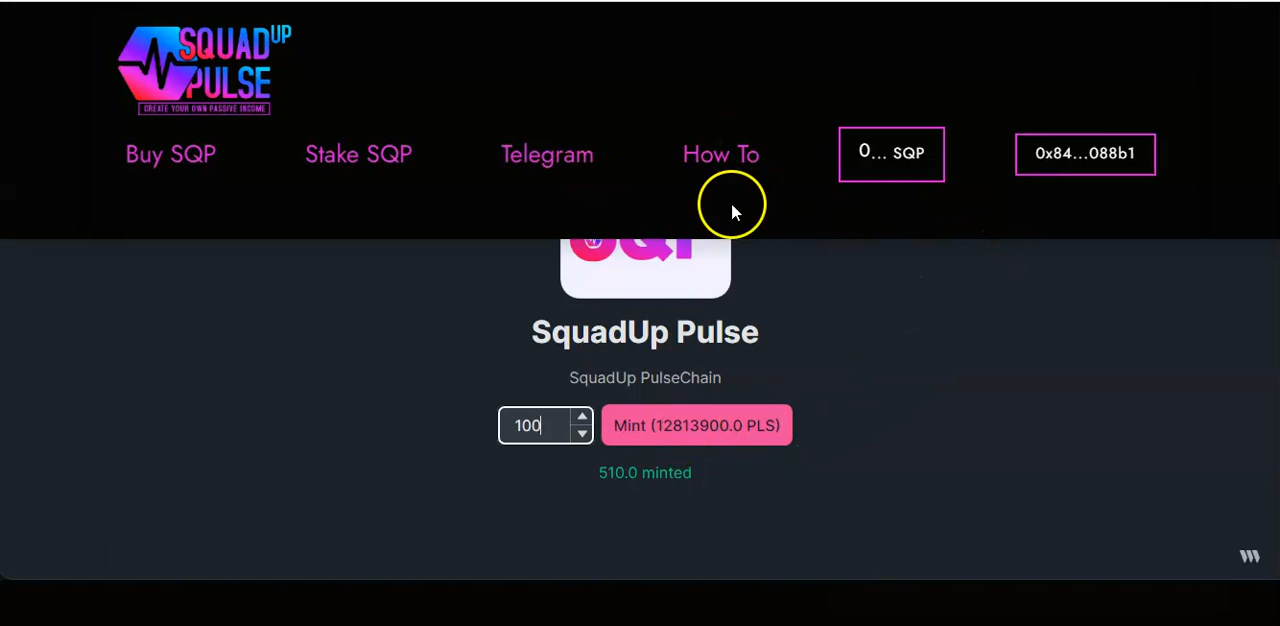 SQUAD UP
PULSE
CREATE YOUR OWN PASSIVE INCOME
Buy SQP Stake SQP Telegram How To 0... SQP 0x84...088b1
SQP
SquadUp Pulse
SquadUp PulseChain
100 Mint (12813900.0 PLS)
510.0 minted